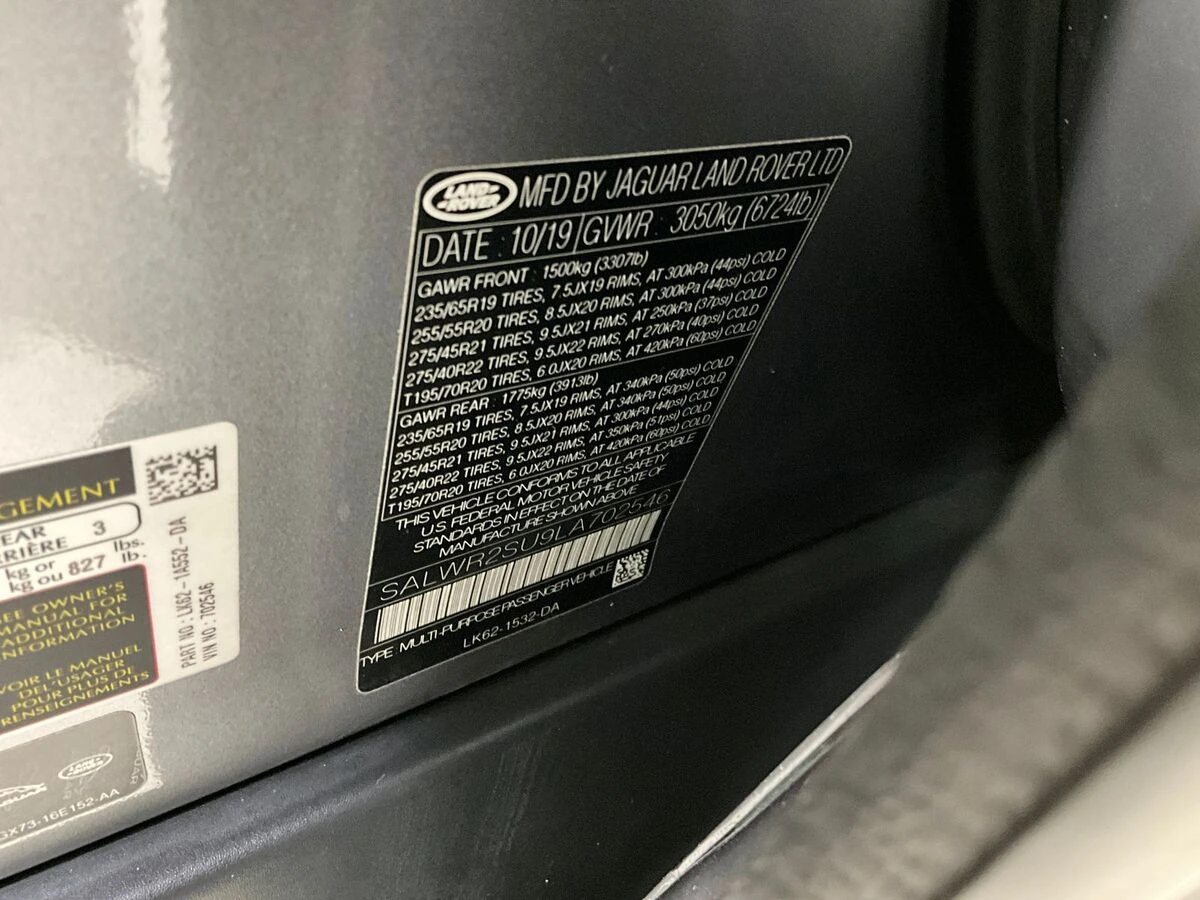 LAND-
-ROVER
MFD BY JAGUAR LAND ROVER LTD
DATE : 10/19 GVWR : 3050kg (6724lb)
GAWR FRONT : 1500kg (3307lb)
235/65R19 TIRES, 7.5JX19 RIMS, AT 300kPa (44psi) COLD
255/55R20 TIRES, 8.5JX20 RIMS, AT 300kPa (44psi) COLD
275/45R21 TIRES, 9.5JX21 RIMS, AT 250kPa (37psi) COLD
275/40R22 TIRES, 9.5JX22 RIMS, AT 270kPa (40psi) COLD
T195/70R20 TIRES, 6.0JX20 RIMS, AT 420kPa (60psi) COLD
GAWR REAR : 1775kg (3913lb)
235/65R19 TIRES, 7.5JX19 RIMS, AT 340kPa (50psi) COLD
255/55R20 TIRES, 8.5JX20 RIMS, AT 340kPa (50psi) COLD
275/45R21 TIRES, 9.5JX21 RIMS, AT 300kPa (44psi) COLD
275/40R22 TIRES, 9.5JX22 RIMS, AT 350kPa (51psi) COLD
T195/70R20 TIRES, 6.0JX20 RIMS, AT 420kPa (60psi) COLD
THIS VEHICLE CONFORMS TO ALL APPLICABLE
U.S. FEDERAL MOTOR VEHICLE SAFETY
STANDARDS IN EFFECT ON THE DATE OF
MANUFACTURE SHOWN ABOVE
SALWR2SU9LA702546
TYPE : MULTI-PURPOSE PASSENGER VEHICLE
LK62-1532-DA
GEMENT
EAR 3
RRIÈRE
kg or 827 lbs.
kg ou lb.
EE OWNER'S
MANUAL FOR
ADDITIONAL
NFORMATION
VOIR LE MANUEL
DE L'USAGER
POUR PLUS DE
RENSEIGNEMENTS
PART NO : LK62-1A552-DA
VIN NO : 702546
LAND-
-ROVER
GX73-16E152-AA